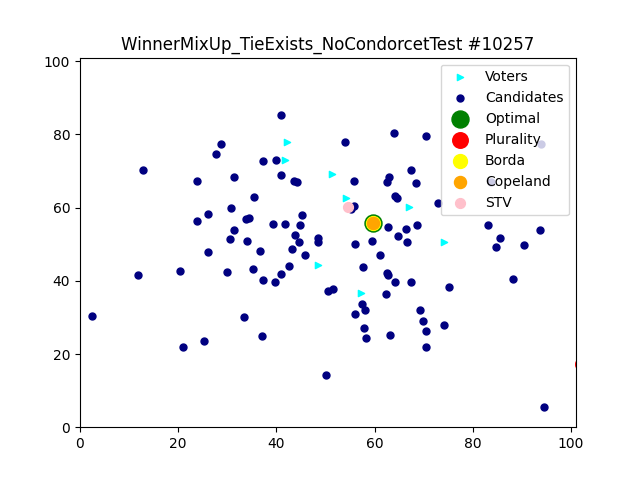 WinnerMixUp_TieExists_NoCondorcetTest #10257
100
80
60
40
20
0
0
20
40
60
80
100
Voters
Candidates
Optimal
Plurality
Borda
Copeland
STV